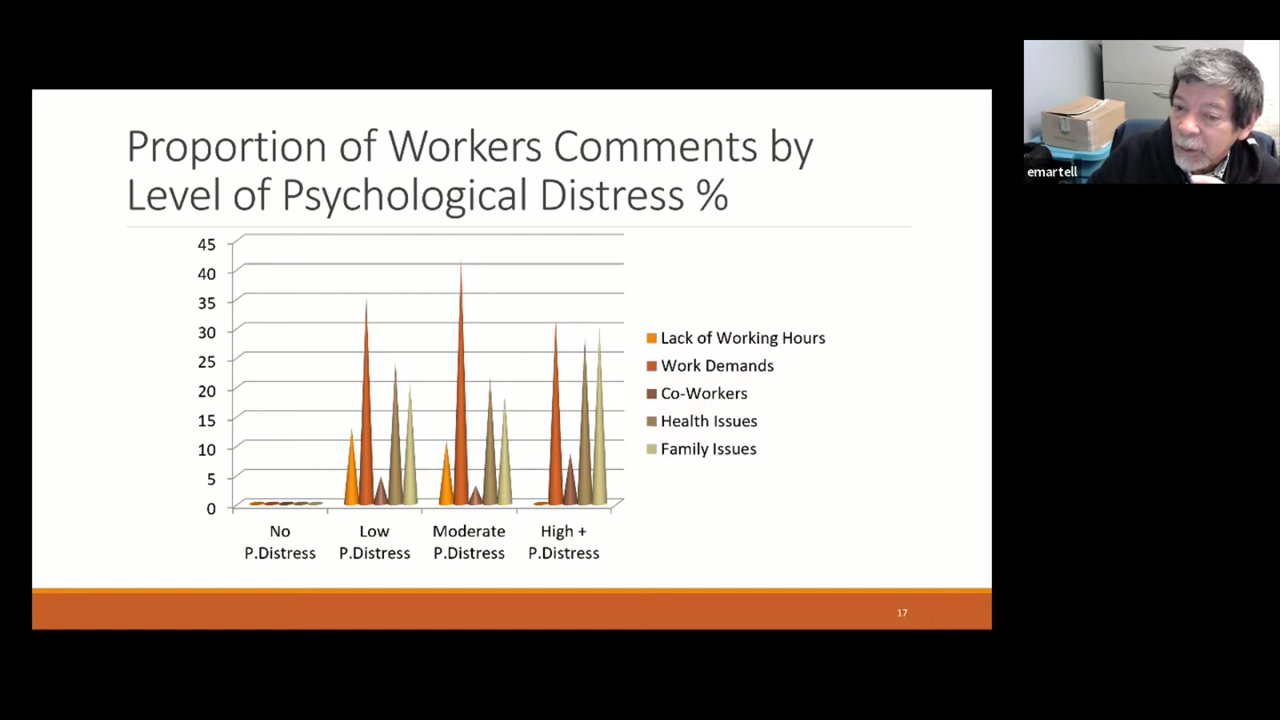 Proportion of Workers Comments by
Level of Psychological Distress %
45
40
35
30
25
20
15
10
5
0
No
P.Distress
Low
P.Distress
Moderate
P.Distress
High +
P.Distress
Lack of Working Hours
Work Demands
Co-Workers
Health Issues
Family Issues
17
emartell